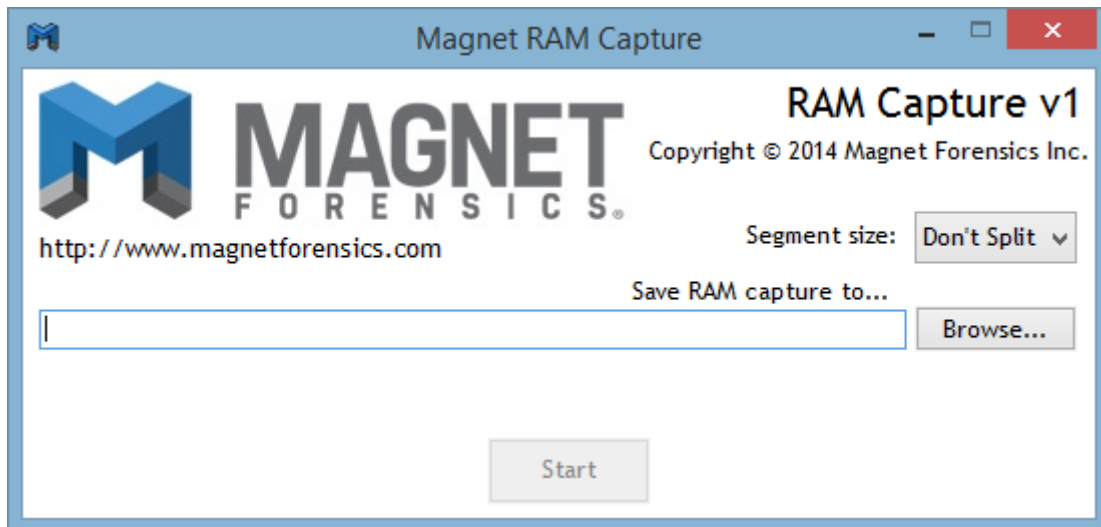 Magnet RAM Capture
MAGNET
FORENSICS®
RAM Capture v1
Copyright © 2014 Magnet Forensics Inc.
http://www.magnetforensics.com
Segment size: Don't Split
Save RAM capture to...
Browse...
Start